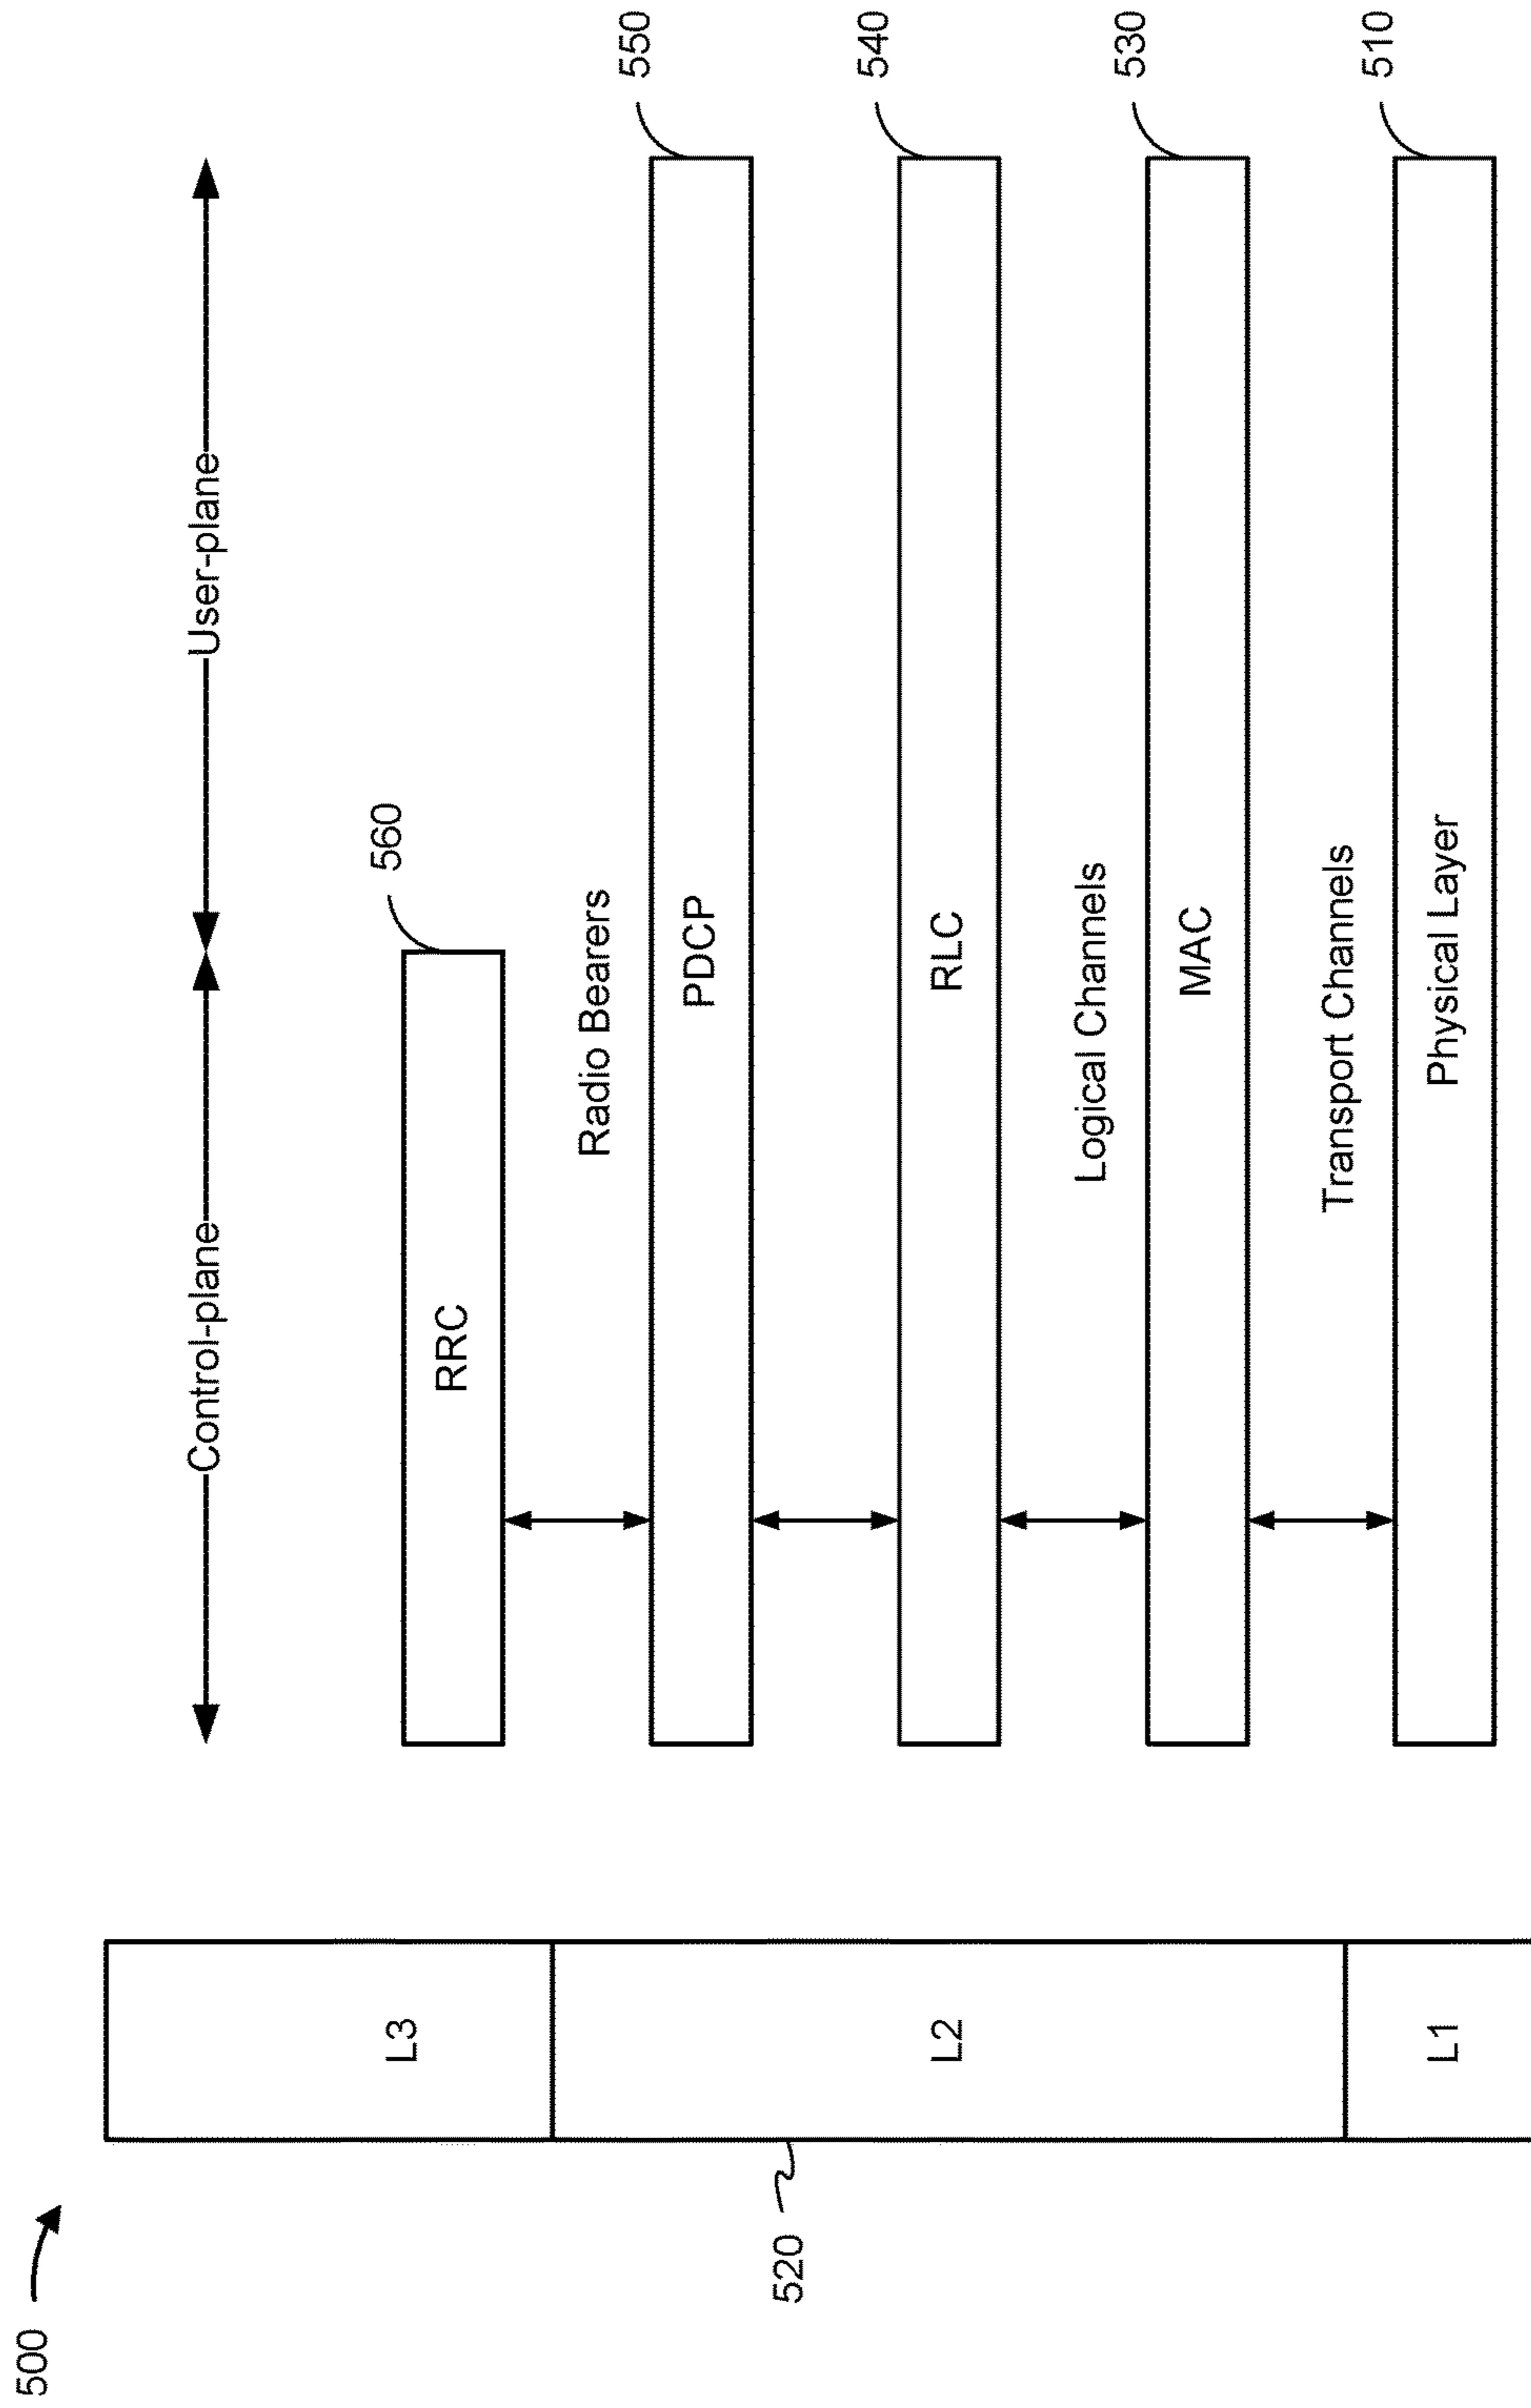 500
Control-plane
User-plane
560
L3
RRC
Radio Bearers
550
PDCP
520
L2
540
RLC
Logical Channels
530
MAC
Transport Channels
510
L1
Physical Layer